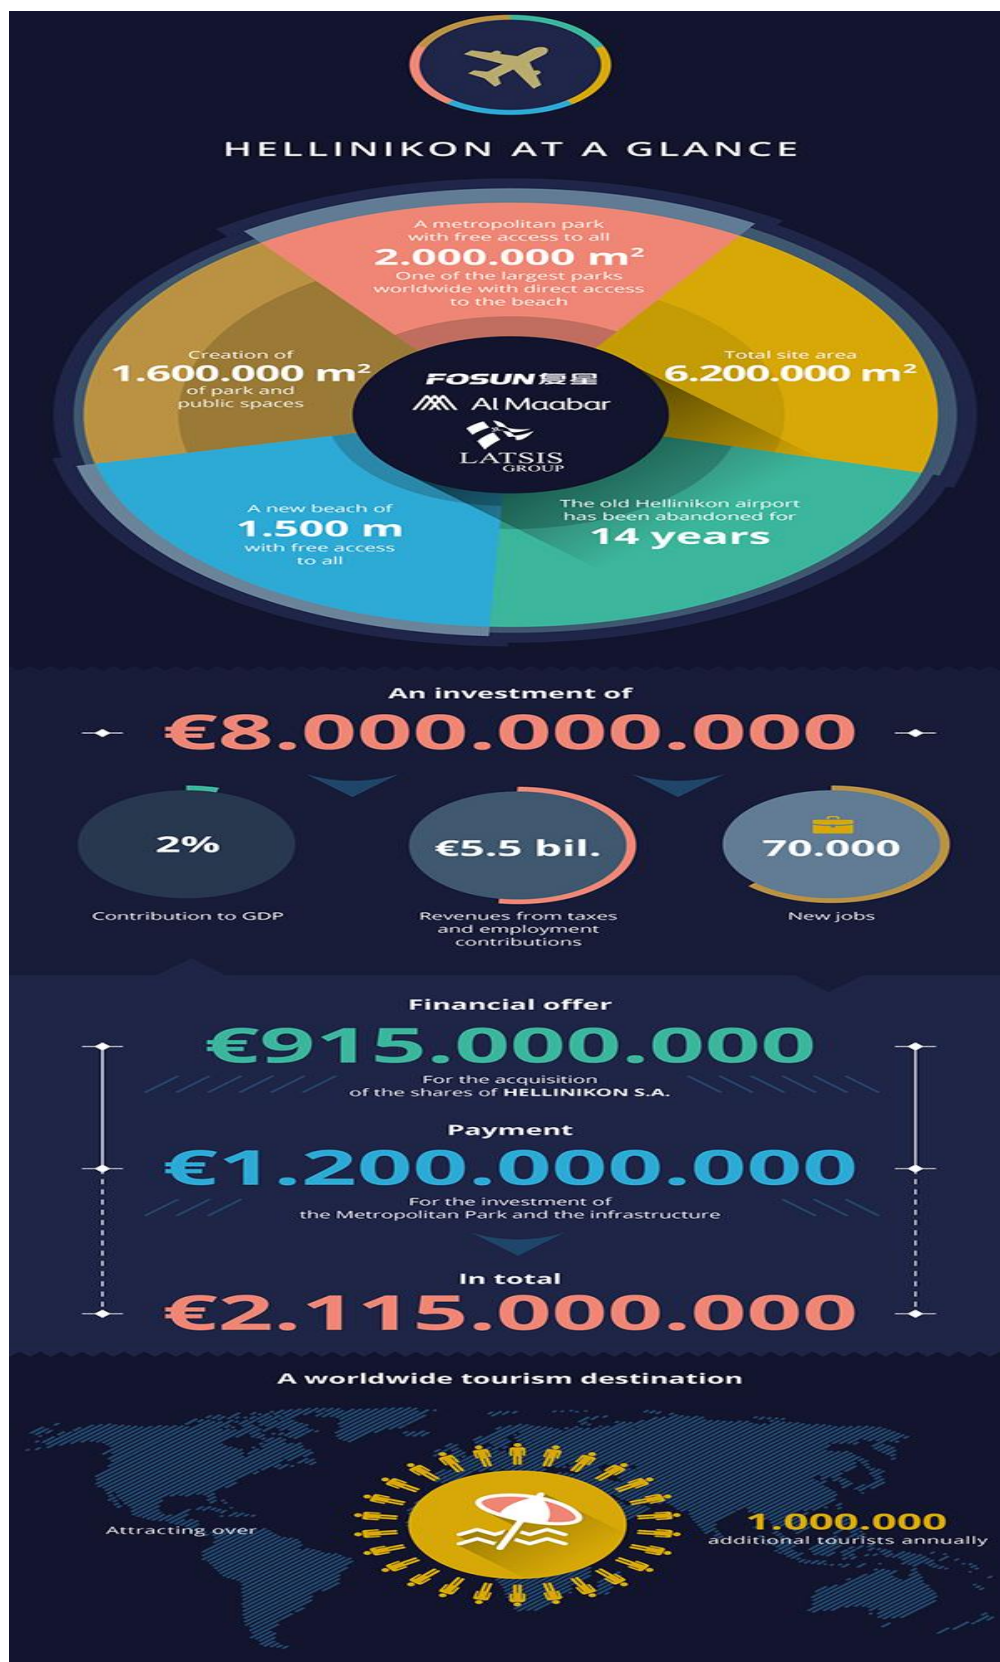 HELLINIKON AT A GLANCE
A metropolitan park
with free access to all
2.000.000 m²
One of the largest parks
worldwide with direct access
to the beach
Creation of
1.600.000 m²
of park and
public spaces
Total site area
6.200.000 m²
FOSUN复星
Al Maabar
LATSIS
GROUP
A new beach of
1.500 m
with free access
to all
The old Hellinikon airport
has been abandoned for
14 years
An investment of
€8.000.000.000
2%
Contribution to GDP
€5.5 bil.
Revenues from taxes
and employment
contributions
70.000
New jobs
Financial offer
€915.000.000
For the acquisition
of the shares of HELLINIKON S.A.
Payment
€1.200.000.000
For the investment of
the Metropolitan Park and the infrastructure
In total
€2.115.000.000
A worldwide tourism destination
Attracting over
1.000.000
additional tourists annually